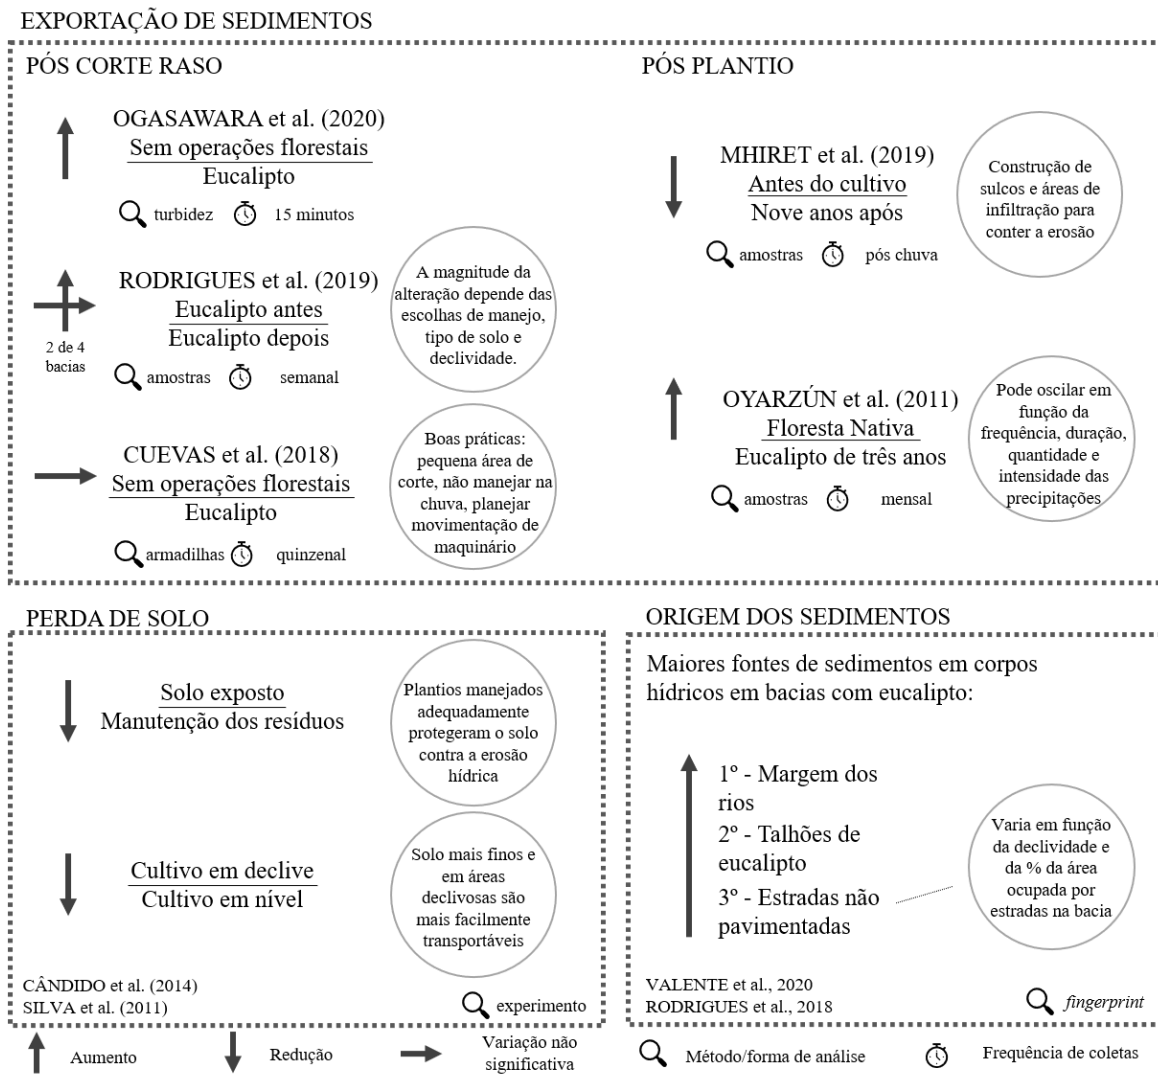 EXPORTAÇÃO DE SEDIMENTOS
PÓS CORTE RASO
OGASAWARA et al. (2020)
Sem operações florestais
Eucalipto
turbidez
15 minutos
RODRIGUES et al. (2019)
Eucalipto antes
Eucalipto depois
2 de 4
bacias
amostras
semanal
A magnitude da
alteração depende das
escolhas de manejo,
tipo de solo e
declividade.
CUEVAS et al. (2018)
Sem operações florestais
Eucalipto
armadilhas
quinzenal
Boas práticas:
pequena área de
corte, não manejar na
chuva, planejar
movimentação de
maquinário
PÓS PLANTIO
MHIRET et al. (2019)
Antes do cultivo
Nove anos após
amostras
pós chuva
Construção de
sulcos e áreas de
infiltração para
conter a erosão
OYARZÚN et al. (2011)
Floresta Nativa
Eucalipto de três anos
amostras
mensal
Pode oscilar em
função da
frequência, duração,
quantidade e
intensidade das
precipitações
PERDA DE SOLO
Solo exposto
Manutenção dos resíduos
Plantios manejados
adequadamente
protegeram o solo
contra a erosão
hídrica
Cultivo em declive
Cultivo em nível
Solo mais finos e
em áreas
declivosas são
mais facilmente
transportáveis
CÂNDIDO et al. (2014)
SILVA et al. (2011)
experimento
ORIGEM DOS SEDIMENTOS
Maiores fontes de sedimentos em corpos
hídricos em bacias com eucalipto:
1º - Margem dos
rios
2º - Talhões de
eucalipto
3º - Estradas não
pavimentadas
Varia em função
da declividade e
da % da área
ocupada por
estradas na bacia
VALENTE et al., 2020
RODRIGUES et al., 2018
fingerprint
Aumento
Redução
Variação não
significativa
Método/forma de análise
Frequência de coletas